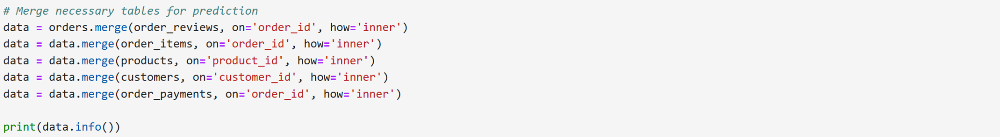 # Merge necessary tables for prediction
data = orders.merge(order_reviews, on='order_id', how='inner')
data = data.merge(order_items, on='order_id', how='inner')
data = data.merge(products, on='product_id', how='inner')
data = data.merge(customers, on='customer_id', how='inner')
data = data.merge(order_payments, on='order_id', how='inner')
print(data.info())